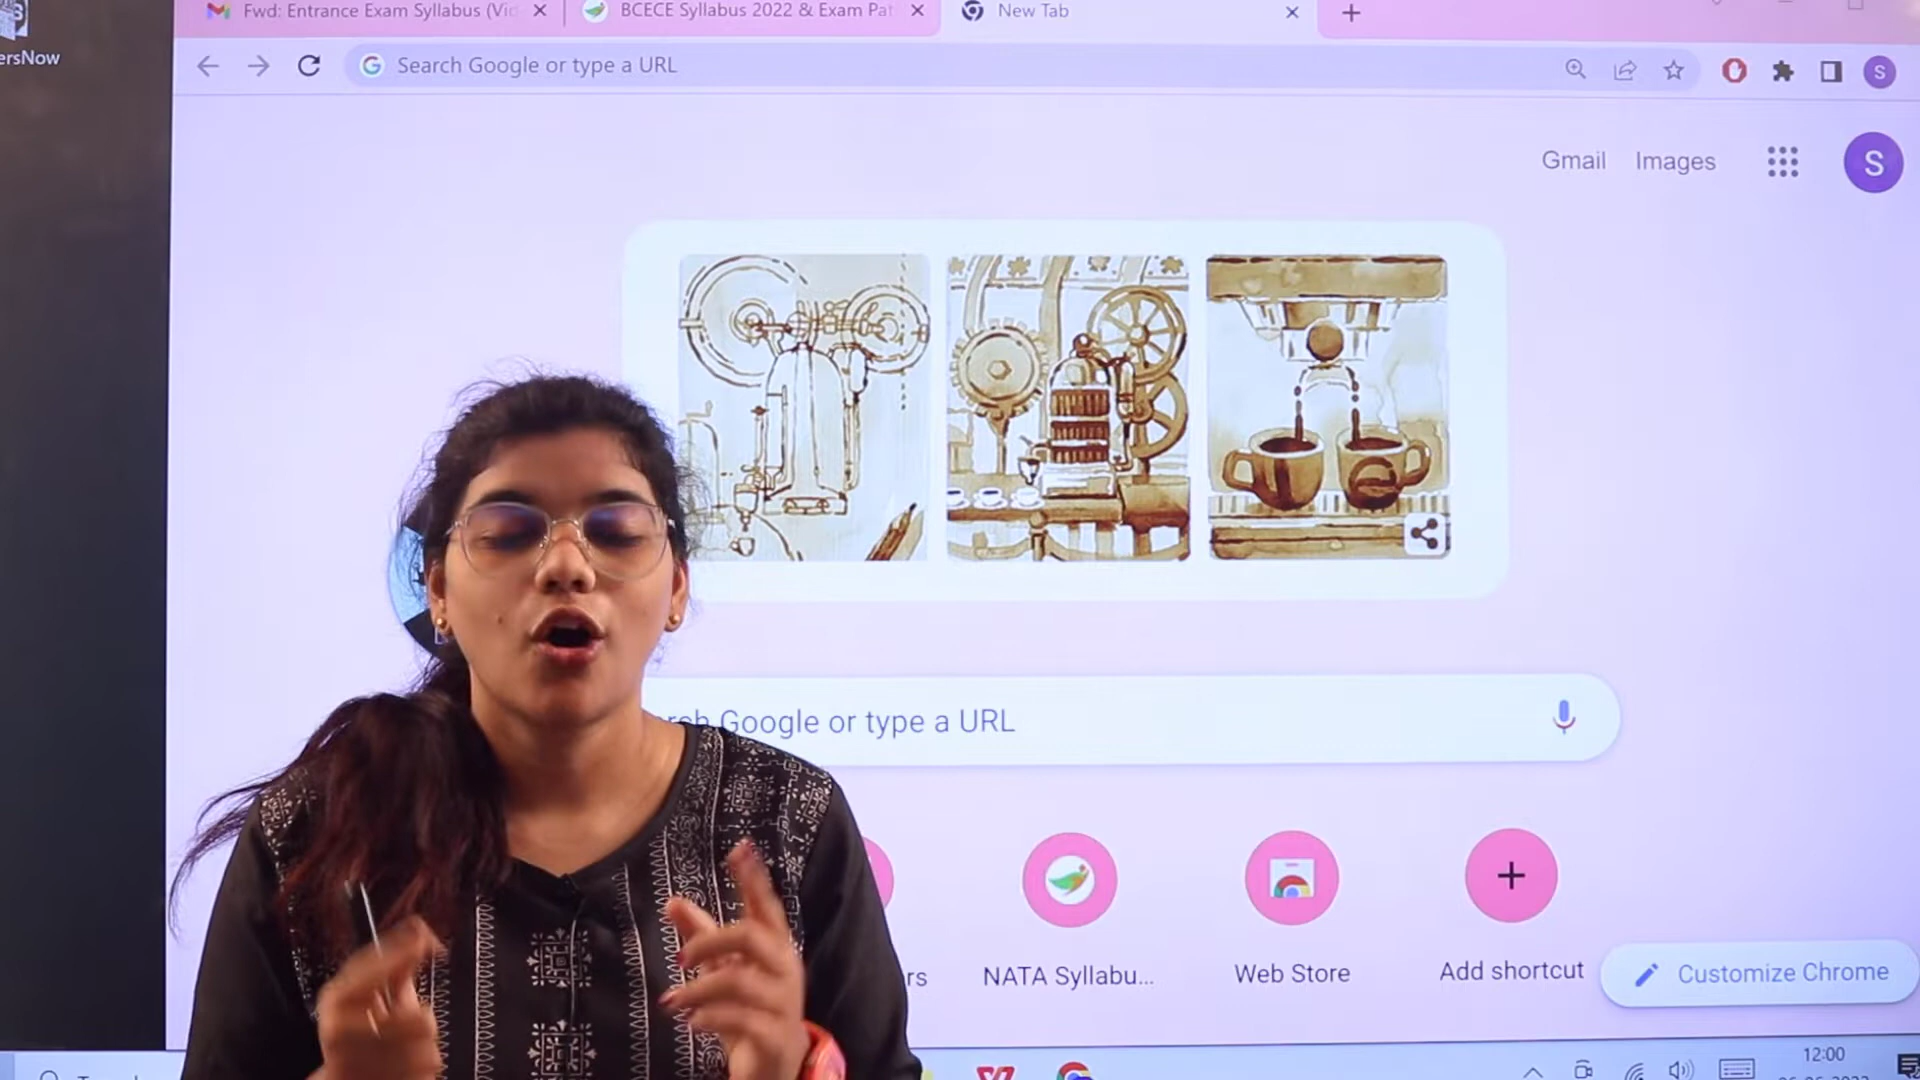 ersNow
Fwd: Entrance Exam Syllabus (Vid
BCECE Syllabus 2022 & Exam Pat
New Tab
Search Google or type a URL
S
Gmail
Images
S
Google or type a URL
rs
NATA Syllabu...
Web Store
Add shortcut
Customize Chrome
12:00